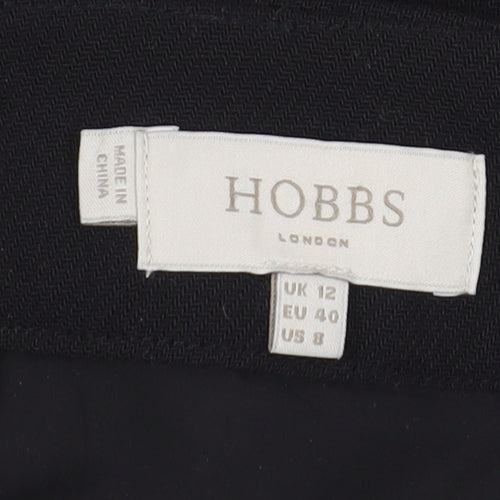 MADE IN
CHINA
HOBBS
LONDON
UK 12
EU 40
US 8